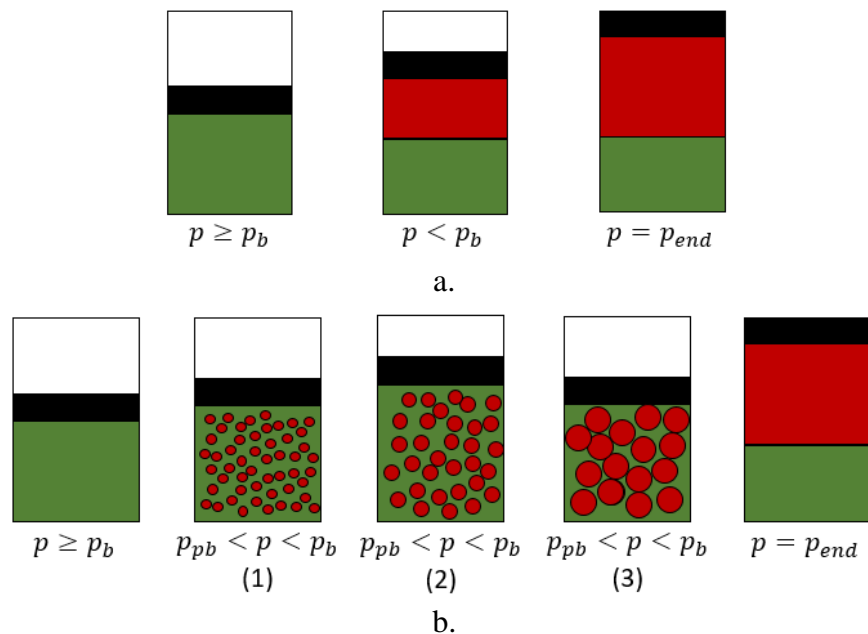 p ≥ p_b p < p_b p = p_end
a.
p ≥ p_b p_pb < p < p_b p_pb < p < p_b p_pb < p < p_b p = p_end
(1) (2) (3)
b.